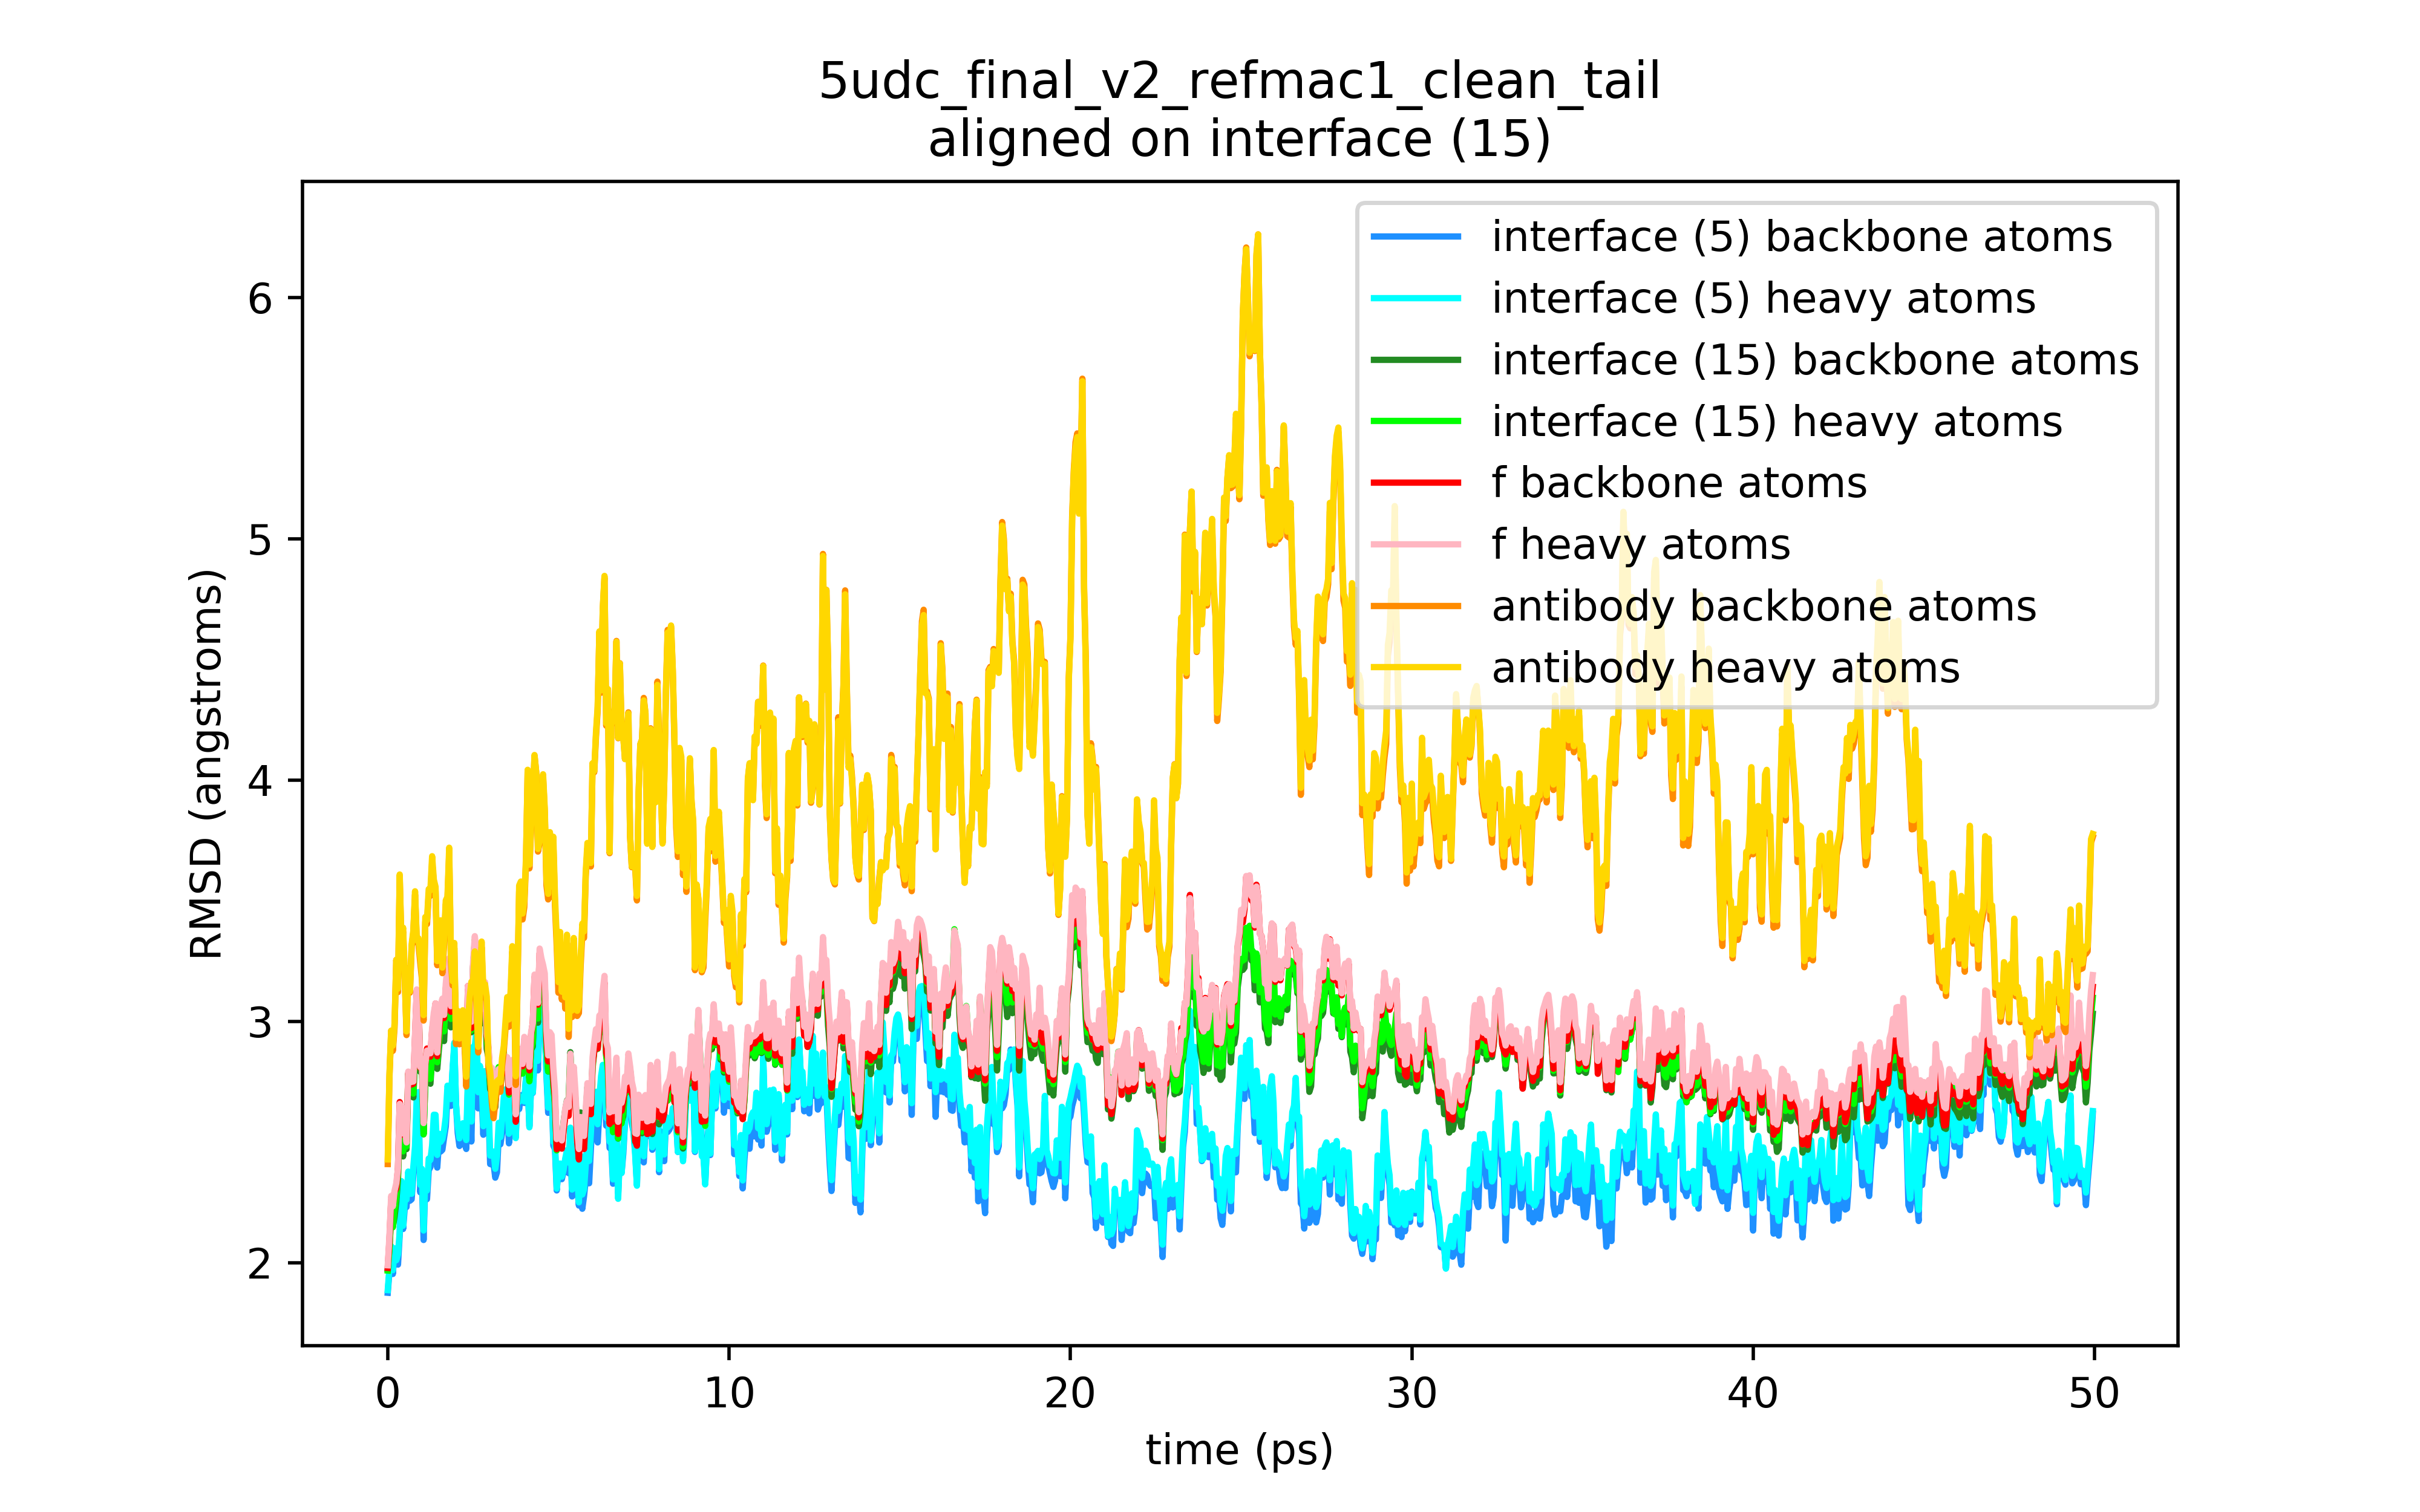 5udc_final_v2_refmac1_clean_tail
aligned on interface (15)
interface (5) backbone atoms
interface (5) heavy atoms
interface (15) backbone atoms
interface (15) heavy atoms
f backbone atoms
f heavy atoms
antibody backbone atoms
antibody heavy atoms
RMSD (angstroms)
6
5
4
3
2
0 10 20 30 40 50
time (ps)